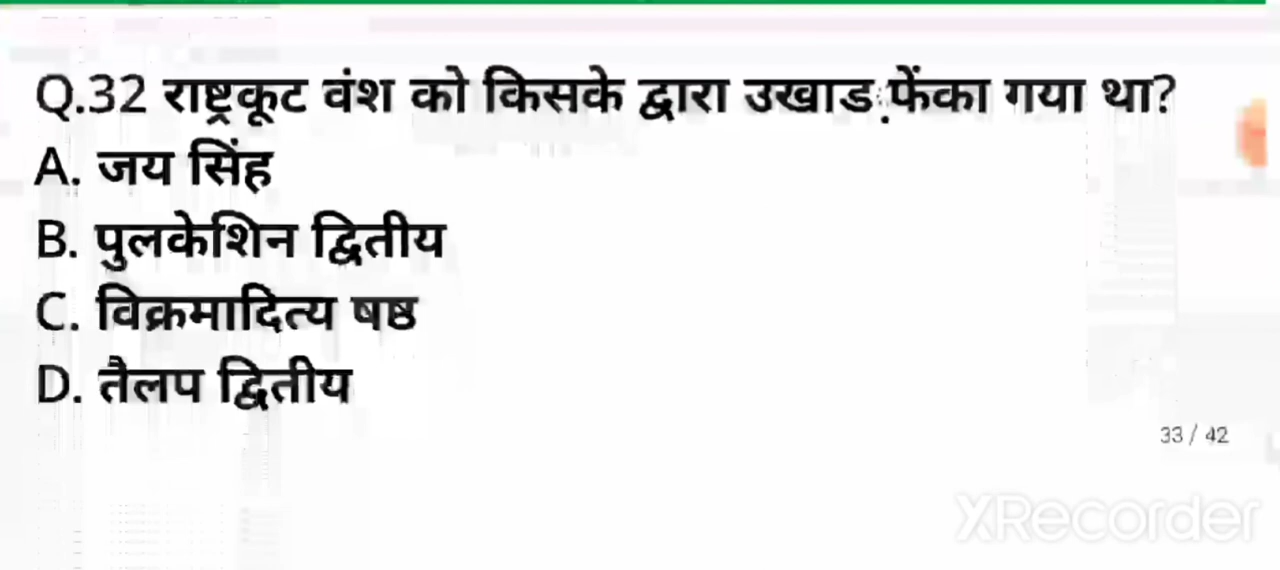 Q.32 राष्ट्रकूट वंश को किसके द्वारा उखाड़ फेंका गया था?
A. जय सिंह
B. पुलकेशिन द्वितीय
C. विक्रमादित्य षष्ठ
D. तैलप द्वितीय
33 / 42
XRecorder